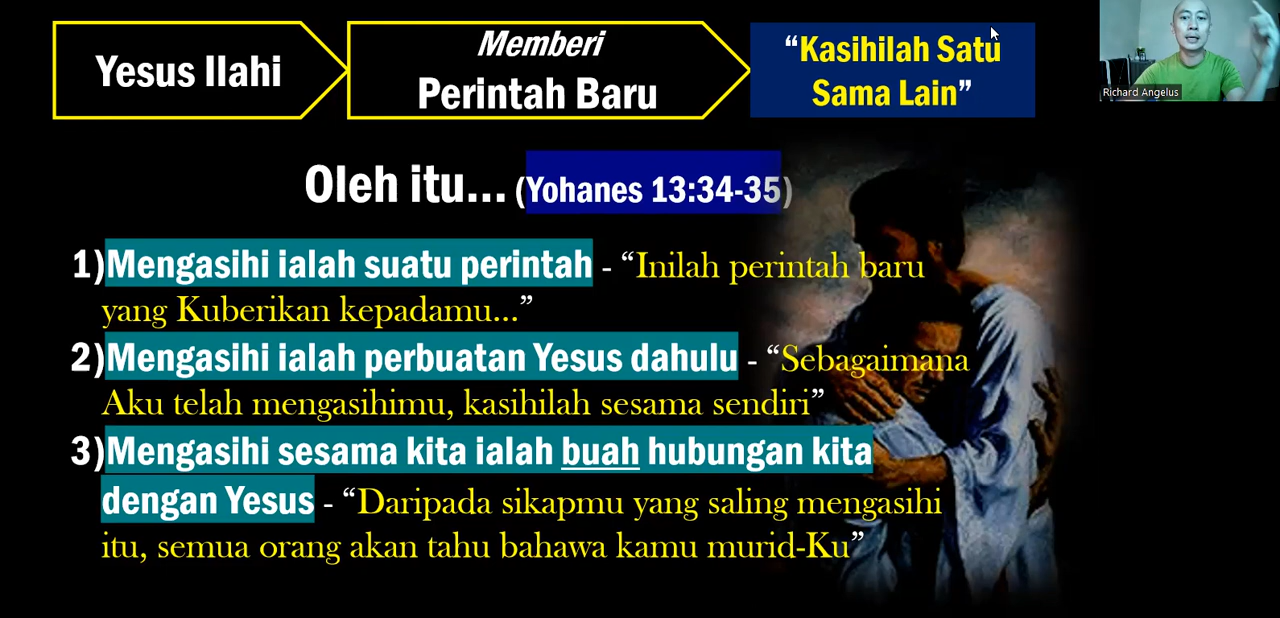 Yesus Ilahi
Memberi
Perintah Baru
“Kasihilah Satu
Sama Lain”
Richard Angelus
Oleh itu... (Yohanes 13:34-35)
1)Mengasihi ialah suatu perintah - “Inilah perintah baru
yang Kuberikan kepadamu...”
2)Mengasihi ialah perbuatan Yesus dahulu - “Sebagaimana
Aku telah mengasihimu, kasihilah sesama sendiri”
3)Mengasihi sesama kita ialah buah hubungan kita
dengan Yesus - “Daripada sikapmu yang saling mengasihi
itu, semua orang akan tahu bahawa kamu murid-Ku”